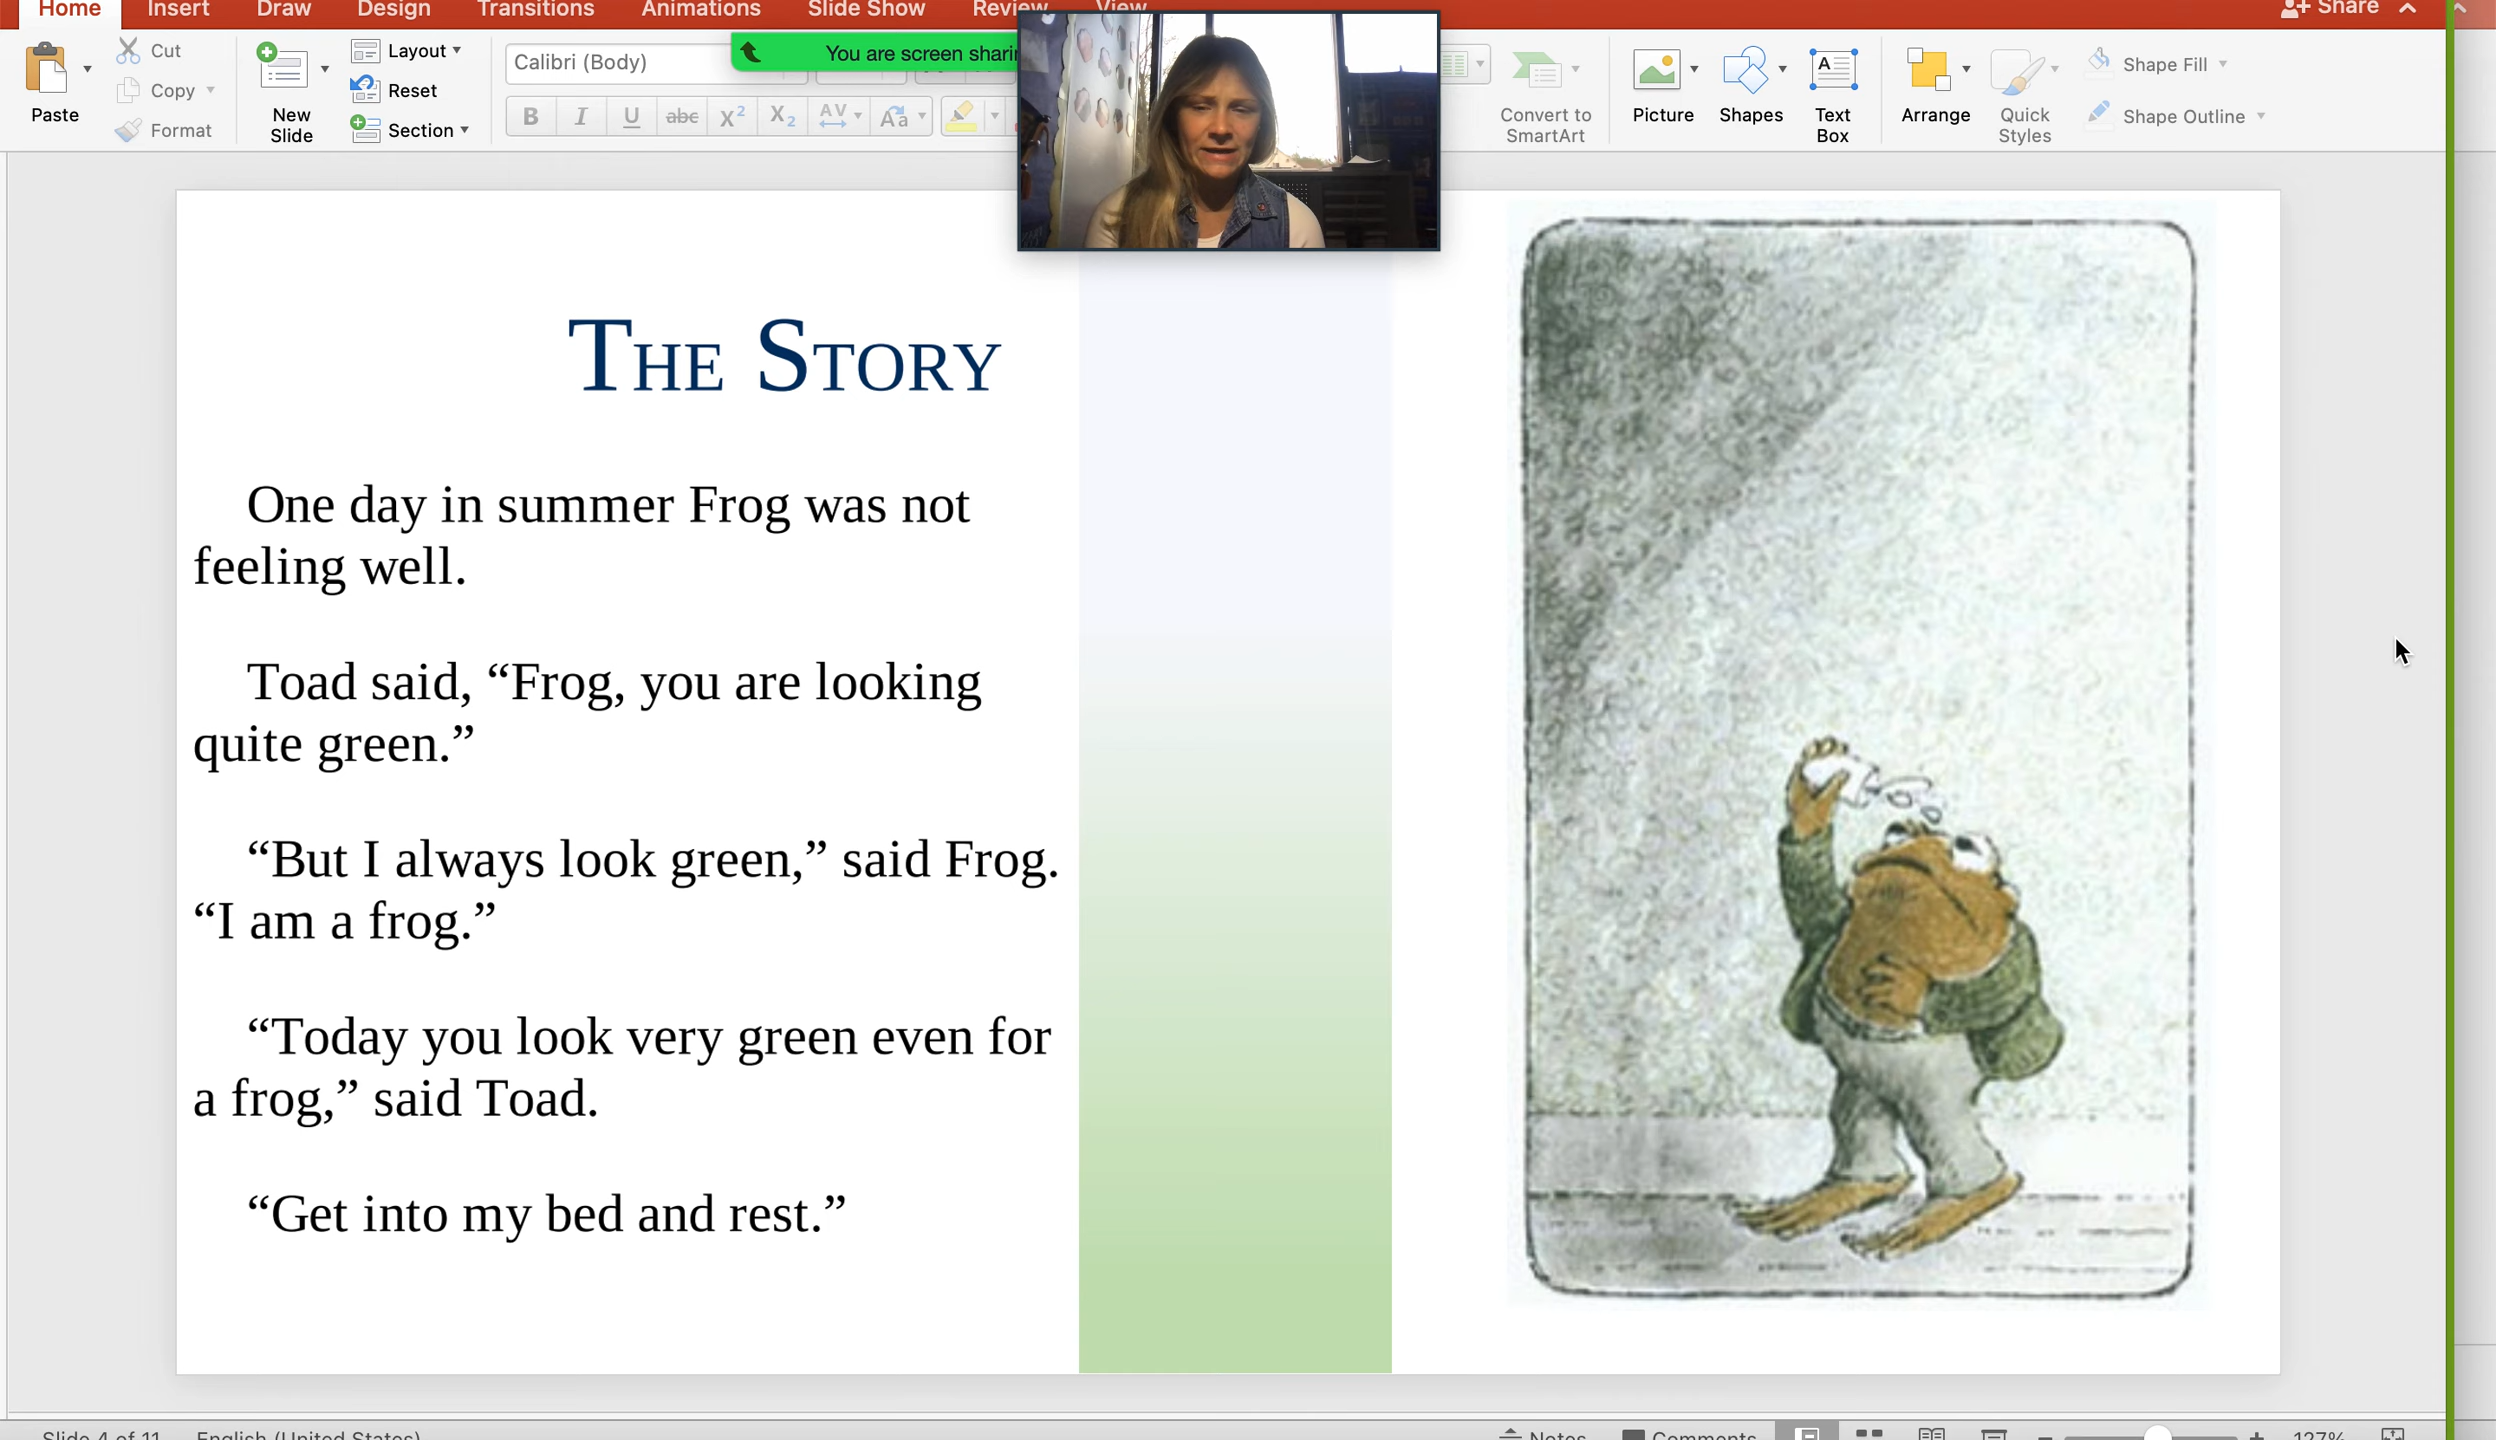 Home Insert Draw Design Transitions Animations Slide Show Review View Share
Paste
Cut
Copy
Format
New
Slide
Layout
Reset
Section
Calibri (Body)
B I U abc X² X₂ AV Aa
You are screen sharin
Convert to
SmartArt
Picture
Shapes
A
Text
Box
Arrange
Quick
Styles
Shape Fill
Shape Outline
THE STORY
One day in summer Frog was not
feeling well.
Toad said, “Frog, you are looking
quite green.”
“But I always look green,” said Frog.
“I am a frog.”
“Today you look very green even for
a frog,” said Toad.
“Get into my bed and rest.”
Slide 4 of 11 English (United States) Notes Comments 127%